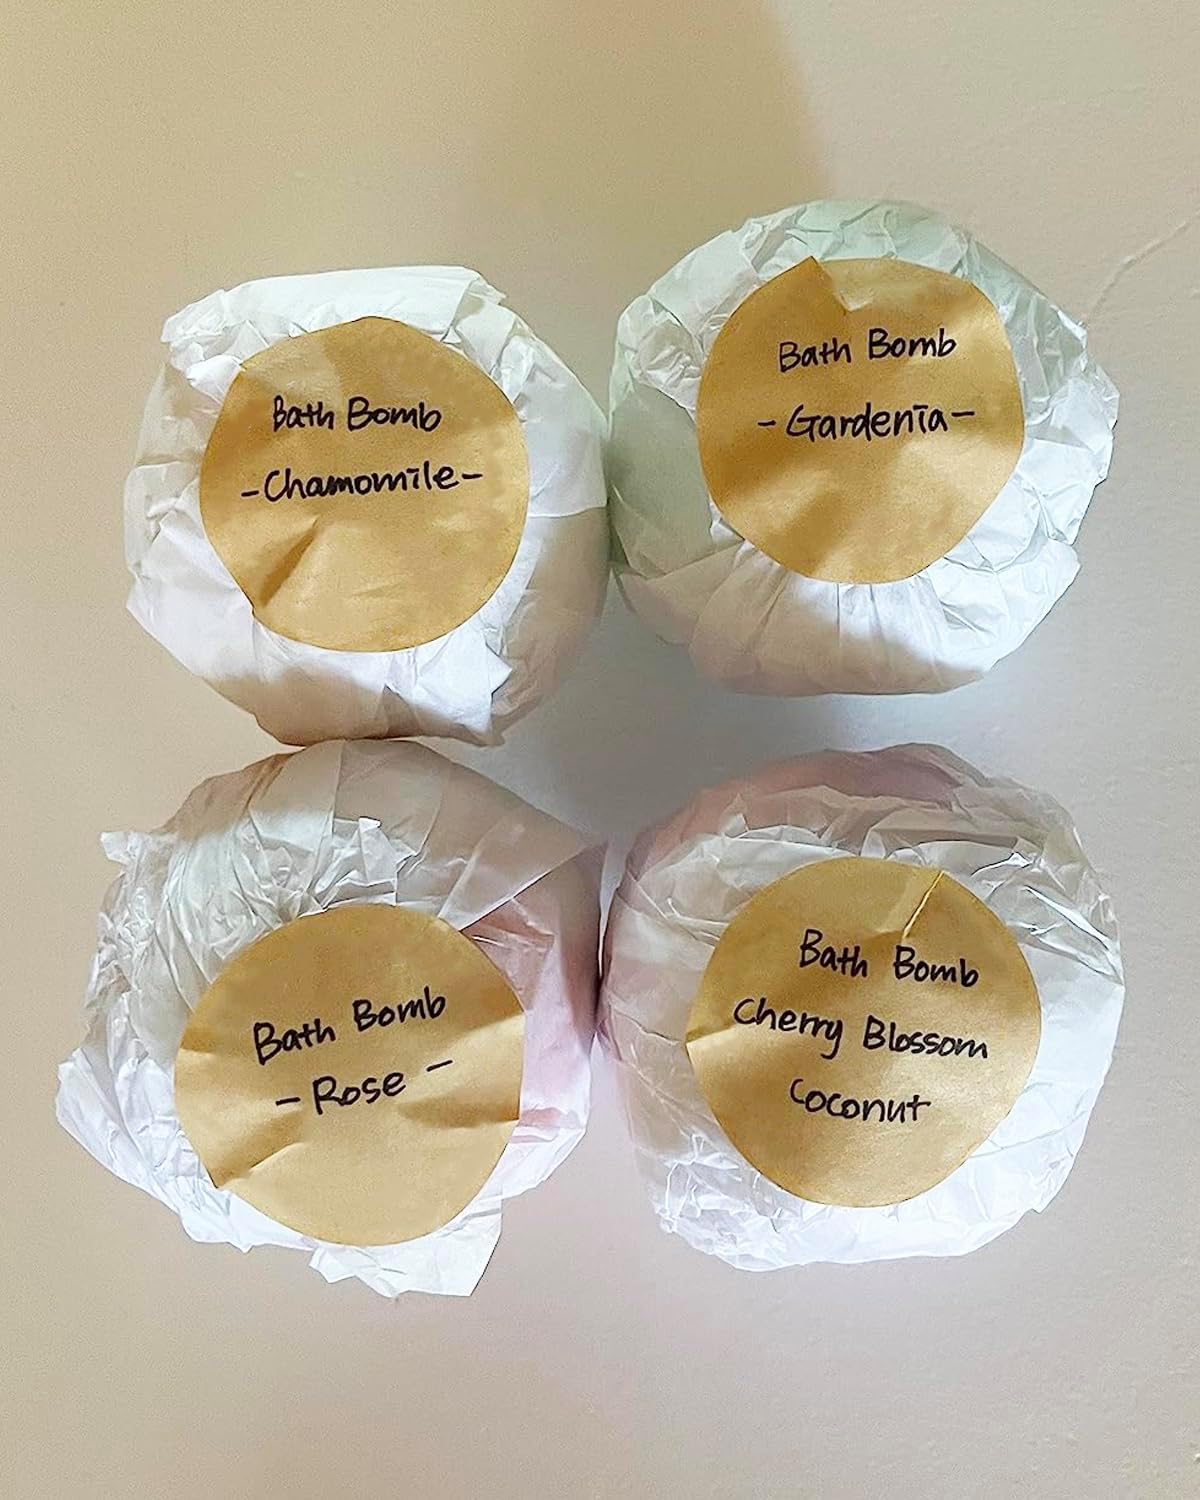 Bath Bomb
-Chamomile-
Bath Bomb
-Gardenia-
Bath Bomb
-Rose-
Bath Bomb
Cherry Blossom
Coconut